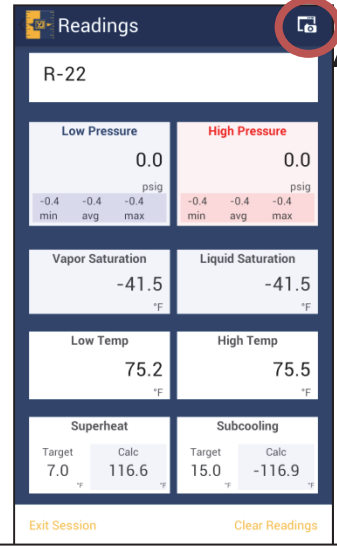 Readings
R-22
Low Pressure High Pressure
0.0 0.0
psig psig
-0.4 -0.4 -0.4 -0.4 -0.4 -0.4
min avg max min avg max
Vapor Saturation Liquid Saturation
-41.5 -41.5
°F °F
Low Temp High Temp
75.2 75.5
°F °F
Superheat Subcooling
Target Calc Target Calc
7.0 116.6 15.0 -116.9
°F °F °F °F
Exit Session Clear Readings